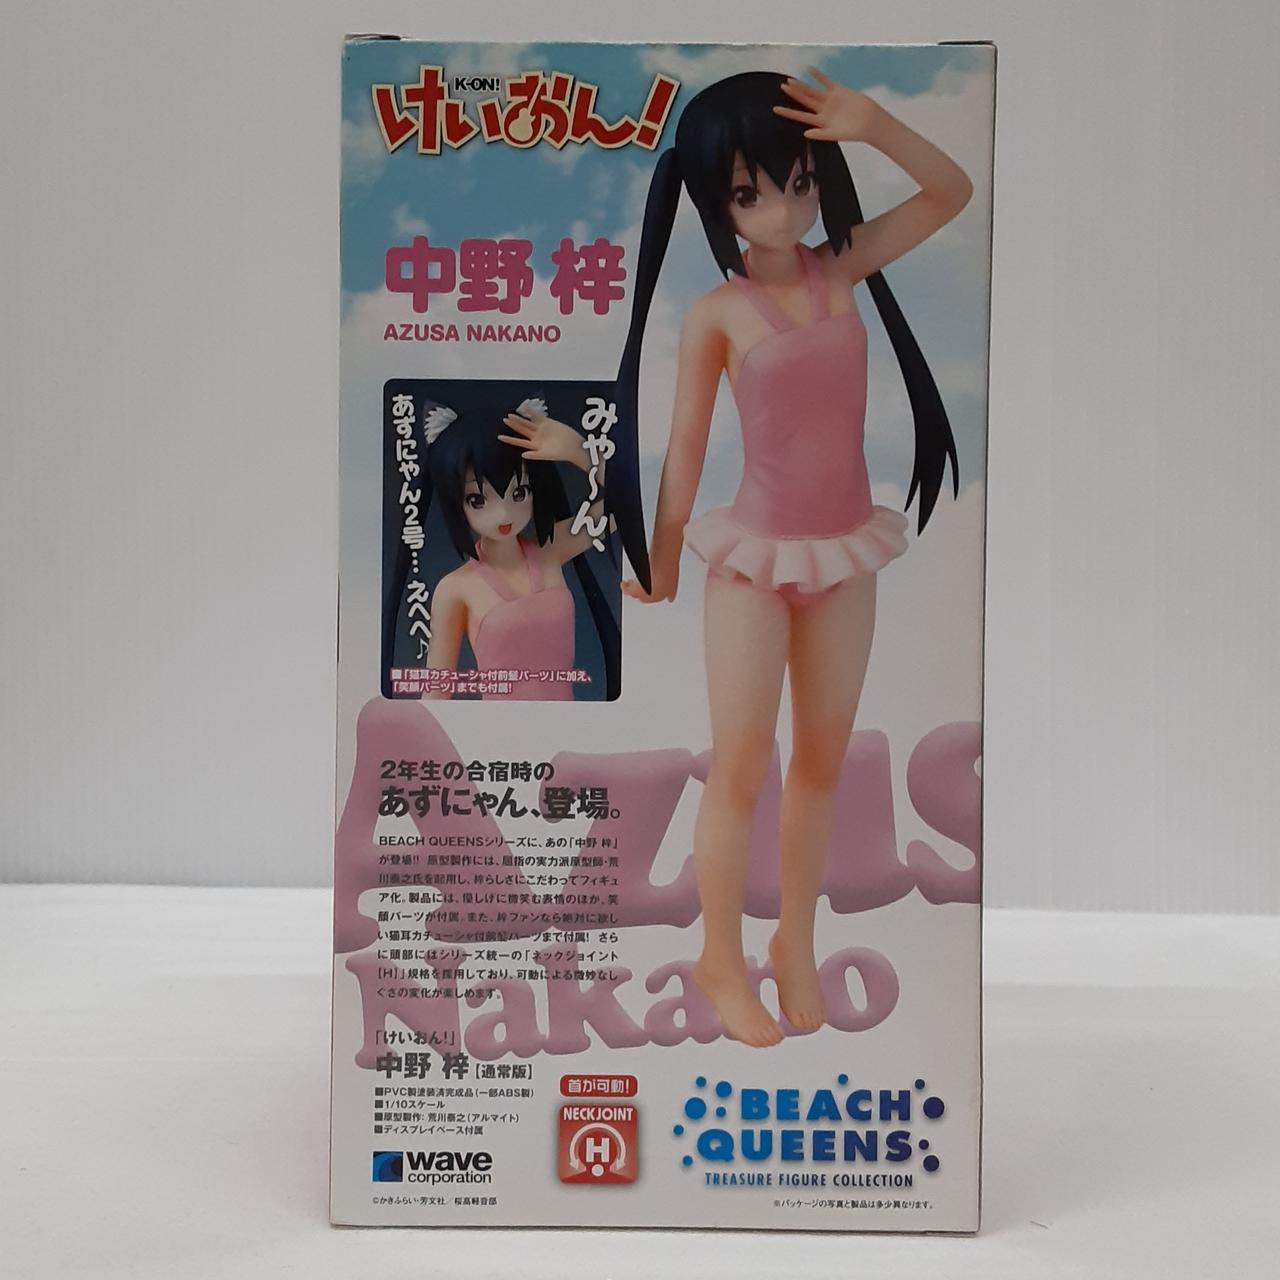 K-ON!
けいおん!
中野 梓
AZUSA NAKANO
みゃ〜ん、
あずにゃん2号…えへへ♪
■「猫耳カチューシャ付前髪パーツ」に加え、
「笑顔パーツ」までも付属!
Azus
Nakano
2年生の合宿時の
あずにゃん、登場。
BEACH QUEENSシリーズに、あの「中野 梓」
が登場!! 原型製作には、屈指の実力派原型師・荒
川泰之氏を起用し、梓らしさにこだわってフィギュ
ア化。製品には、優しげに微笑む表情のほか、笑
顔パーツが付属。また、梓ファンなら絶対に欲し
い猫耳カチューシャ付前髪パーツまで付属! さら
に頭部にはシリーズ統一の「ネックジョイント
[H]」規格を採用しており、可動による微妙なし
ぐさの変化が楽しめます。
「けいおん!」
中野 梓 [通常版]
■PVC製塗装済完成品(一部ABS製)
■1/10スケール
■原型製作:荒川泰之(アルマイト)
■ディスプレイベース付属
首が可動!
NECK JOINT
H
wave
corporation
©かきふらい・芳文社/桜高軽音部
BEACH
QUEENS
TREASURE FIGURE COLLECTION
※パッケージの写真と製品は多少異なります。